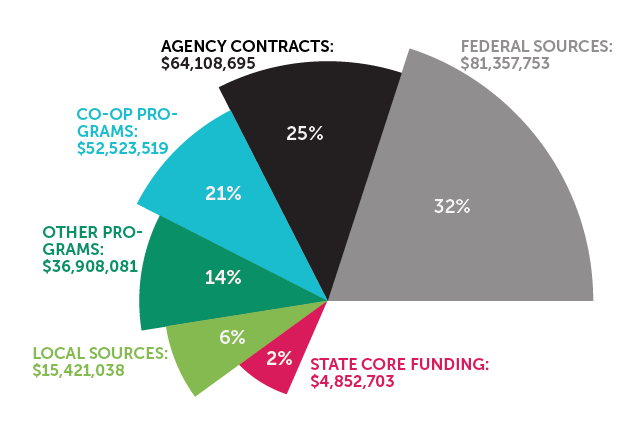 AGENCY CONTRACTS:
$64,108,695
FEDERAL SOURCES:
$81,357,753
CO-OP PRO-
GRAMS:
$52,523,519
25%
21%
32%
OTHER PRO-
GRAMS:
$36,908,081
14%
6%
LOCAL SOURCES:
$15,421,038
2%
STATE CORE FUNDING:
$4,852,703